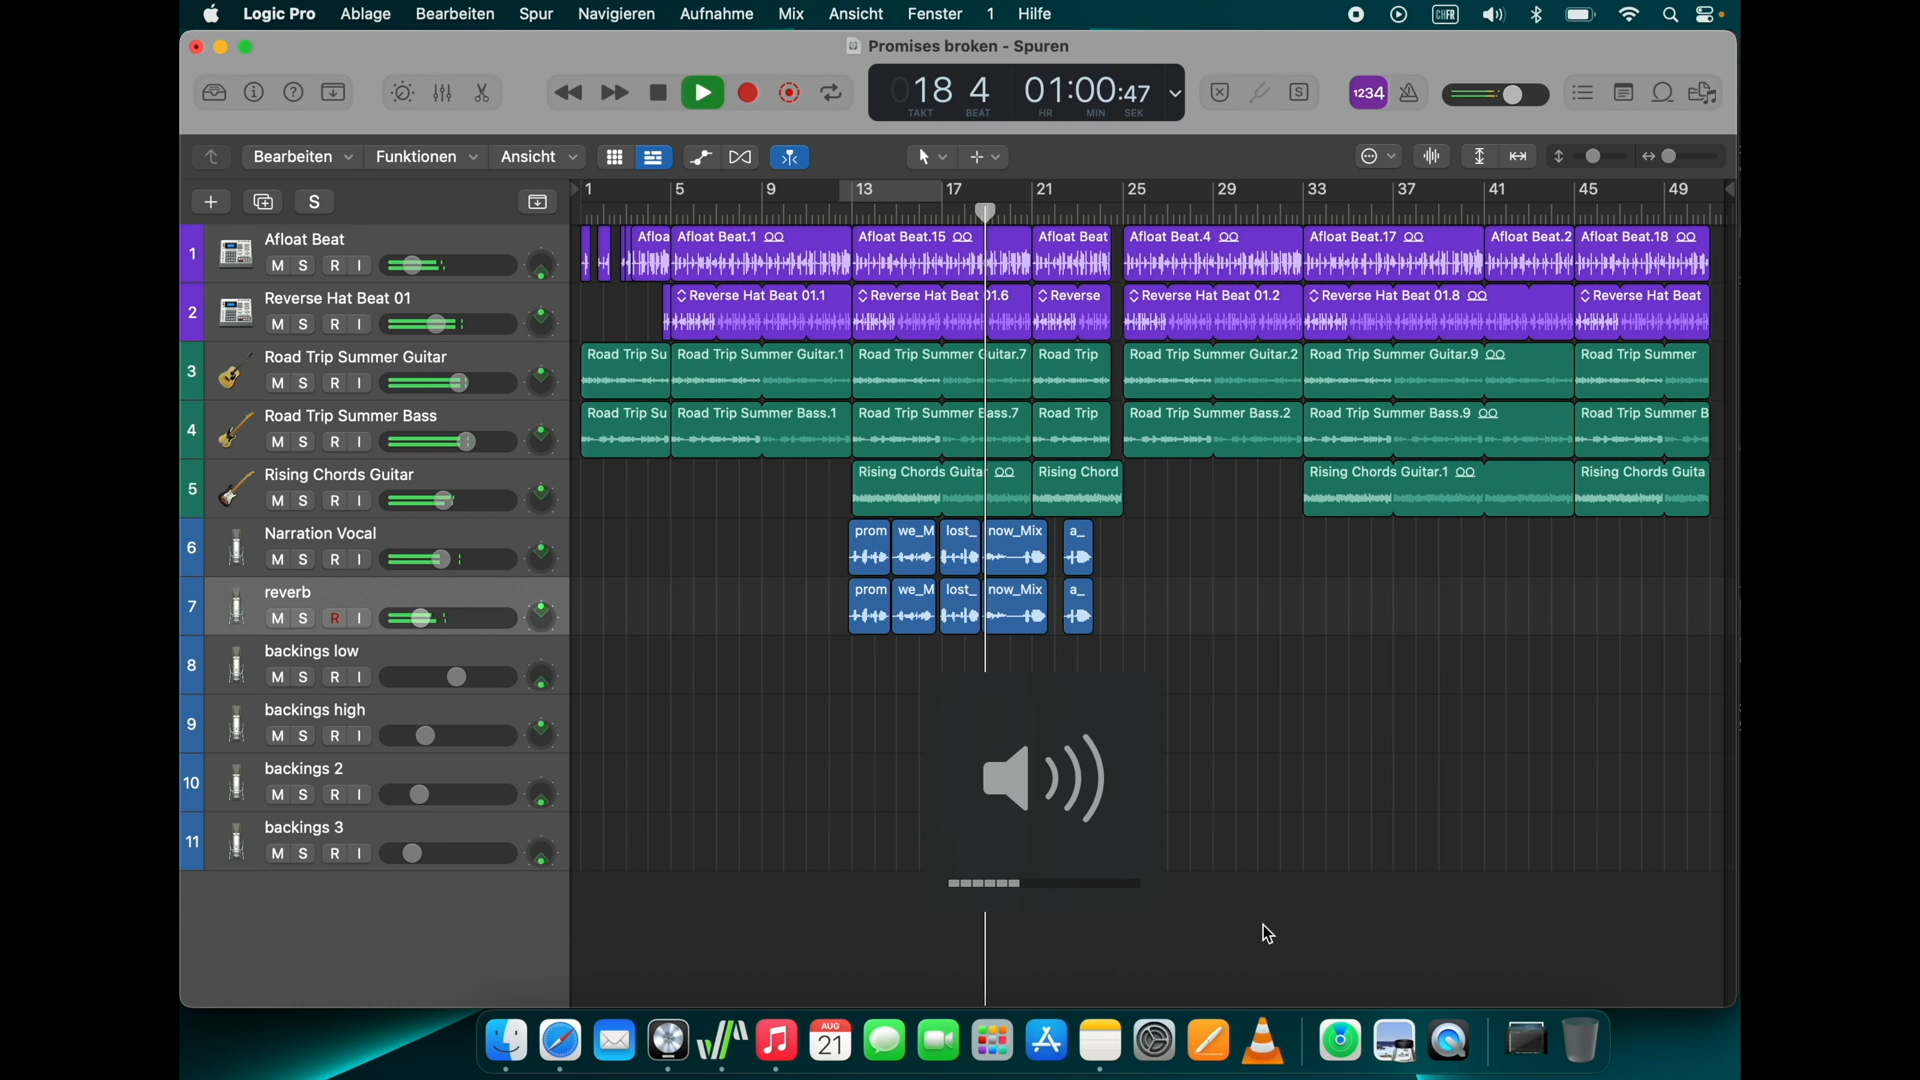 Logic Pro Ablage Bearbeiten Spur Navigieren Aufnahme Mix Ansicht Fenster 1 Hilfe CHFR
Promises broken - Spuren
18 4 01:00:47 1234
TAKT BEAT HR MIN SEK
Bearbeiten Funktionen Ansicht
S
1 5 9 13 17 21 25 29 33 37 41 45 49
1 Afloat Beat
M S R I
Afloa Afloat Beat.1 Afloat Beat.15 Afloat Beat Afloat Beat.4 Afloat Beat.17 Afloat Beat.2 Afloat Beat.18
2 Reverse Hat Beat 01
M S R I
Reverse Hat Beat 01.1 Reverse Hat Beat 01.6 Reverse Reverse Hat Beat 01.2 Reverse Hat Beat 01.8 Reverse Hat Beat
3 Road Trip Summer Guitar
M S R I
Road Trip Su Road Trip Summer Guitar.1 Road Trip Summer Guitar.7 Road Trip Road Trip Summer Guitar.2 Road Trip Summer Guitar.9 Road Trip Summer
4 Road Trip Summer Bass
M S R I
Road Trip Su Road Trip Summer Bass.1 Road Trip Summer Bass.7 Road Trip Road Trip Summer Bass.2 Road Trip Summer Bass.9 Road Trip Summer B
5 Rising Chords Guitar
M S R I
Rising Chords Guitar Rising Chord Rising Chords Guitar.1 Rising Chords Guita
6 Narration Vocal
M S R I
prom we_M lost_ now_Mix a_
7 reverb
M S R I
prom we_M lost_ now_Mix a_
8 backings low
M S R I
9 backings high
M S R I
10 backings 2
M S R I
11 backings 3
M S R I
AUG
21